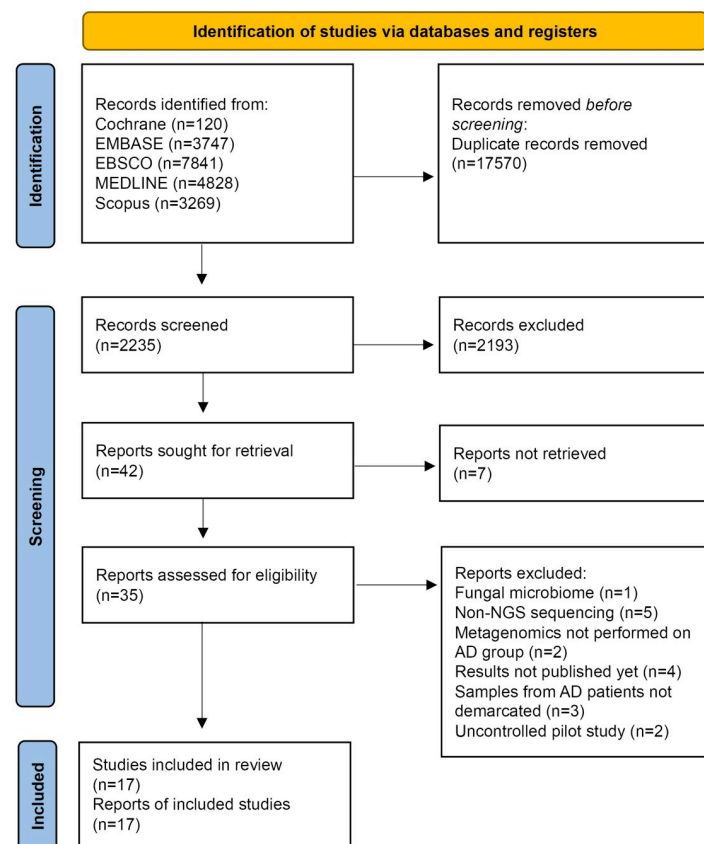 Identification of studies via databases and registers
Identification
Records identified from:
Cochrane (n=120)
EMBASE (n=3747)
EBSCO (n=7841)
MEDLINE (n=4828)
Scopus (n=3269)
Records removed before
screening:
Duplicate records removed
(n=17570)
Screening
Records screened
(n=2235)
Records excluded
(n=2193)
Reports sought for retrieval
(n=42)
Reports not retrieved
(n=7)
Reports assessed for eligibility
(n=35)
Reports excluded:
Fungal microbiome (n=1)
Non-NGS sequencing (n=5)
Metagenomics not performed on
AD group (n=2)
Results not published yet (n=4)
Samples from AD patients not
demarcated (n=3)
Uncontrolled pilot study (n=2)
Included
Studies included in review
(n=17)
Reports of included studies
(n=17)